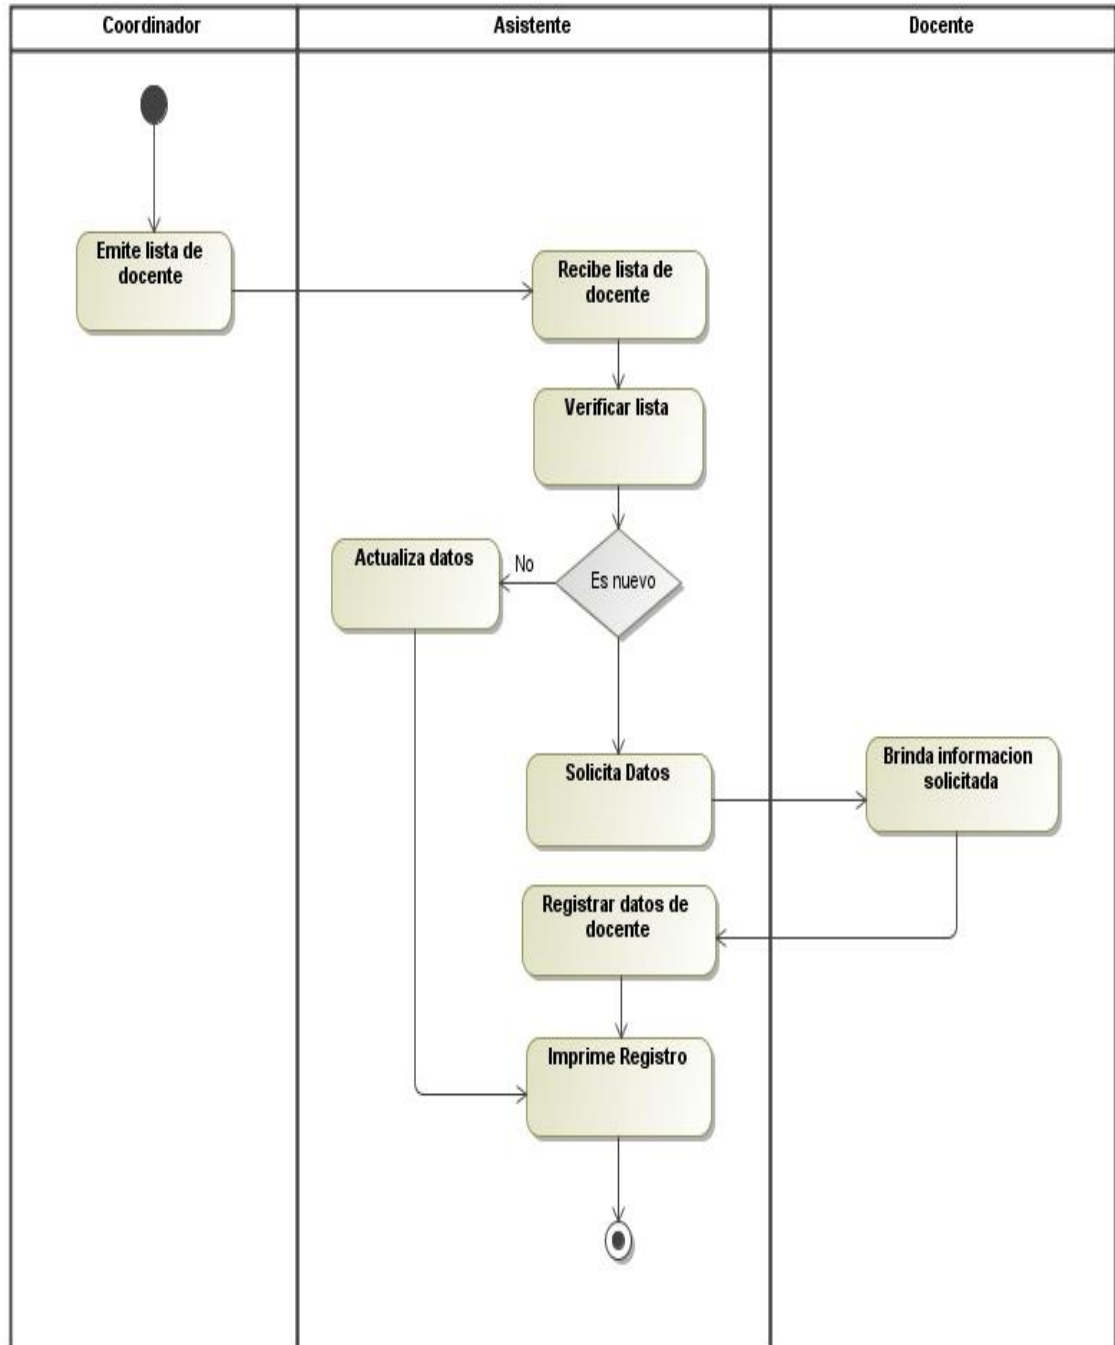 Coordinador
Asistente
Docente
Emite lista de
docente
Recibe lista de
docente
Verificar lista
Actualiza datos
No
Es nuevo
Solicita Datos
Brinda informacion
solicitada
Registrar datos de
docente
Imprime Registro